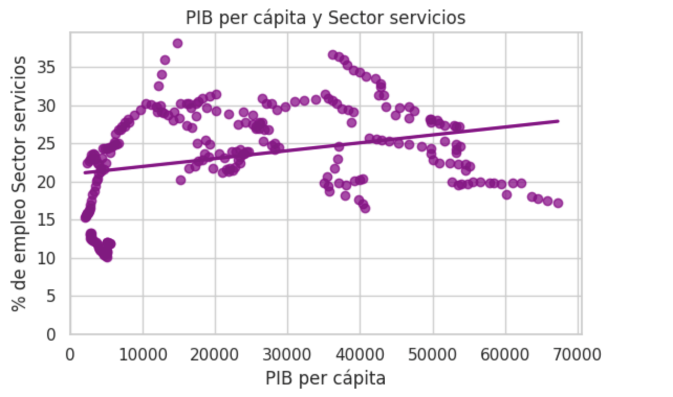 PIB per cápita y Sector servicios
% de empleo Sector servicios
35
30
25
20
15
10
5
0
0 10000 20000 30000 40000 50000 60000 70000
PIB per cápita